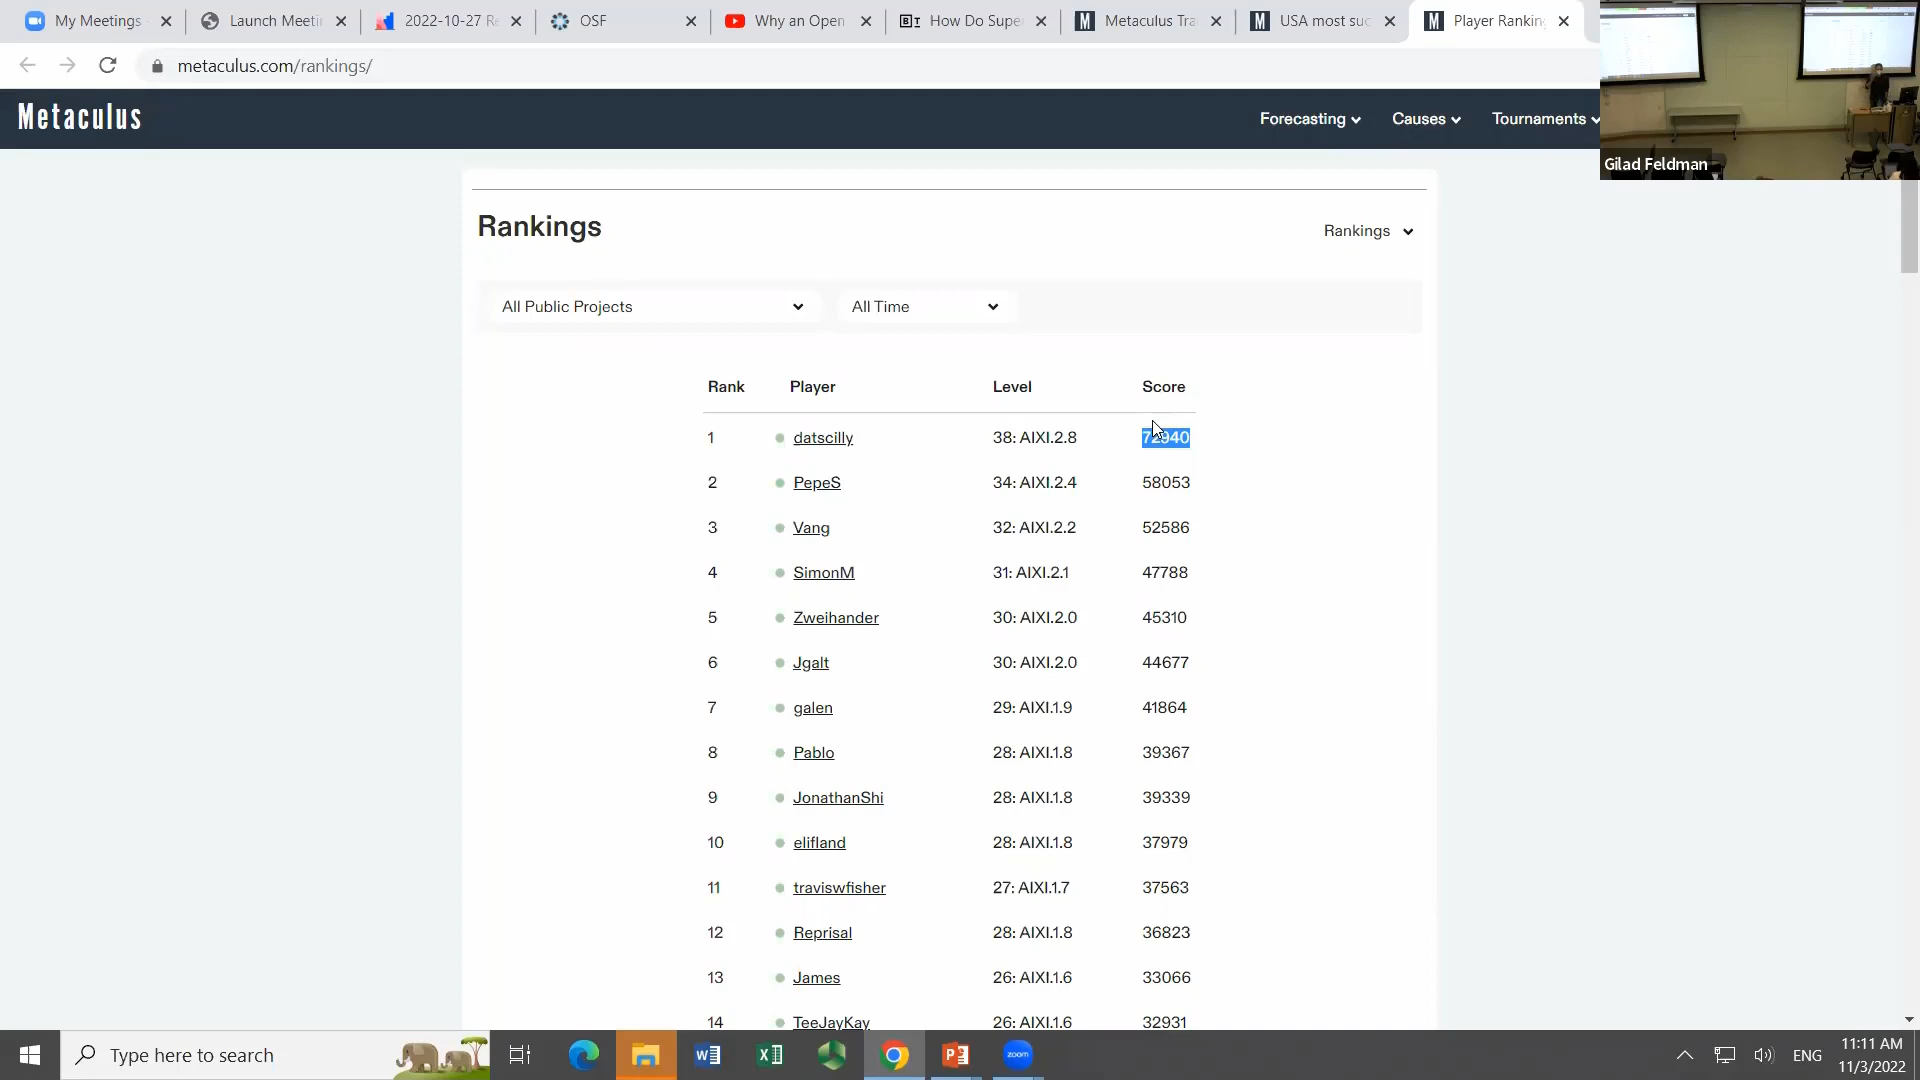 My Meetings
Launch Meeti
2022-10-27 Re
OSF
Why an Open
How Do Supe
Metaculus Tra
USA most suc
Player Ranking
metaculus.com/rankings/
Metaculus
Forecasting
Causes
Tournaments
Gilad Feldman
Rankings
Rankings
All Public Projects
All Time
Rank Player Level Score
1 datscilly 38: AIXI.2.8 72940
2 PepeS 34: AIXI.2.4 58053
3 Vang 32: AIXI.2.2 52586
4 SimonM 31: AIXI.2.1 47788
5 Zweihander 30: AIXI.2.0 45310
6 Jgalt 30: AIXI.2.0 44677
7 galen 29: AIXI.1.9 41864
8 Pablo 28: AIXI.1.8 39367
9 JonathanShi 28: AIXI.1.8 39339
10 elifland 28: AIXI.1.8 37979
11 traviswfisher 27: AIXI.1.7 37563
12 Reprisal 28: AIXI.1.8 36823
13 James 26: AIXI.1.6 33066
14 TeeJayKay 26: AIXI.1.6 32931
Type here to search
zoom
ENG
11:11 AM
11/3/2022